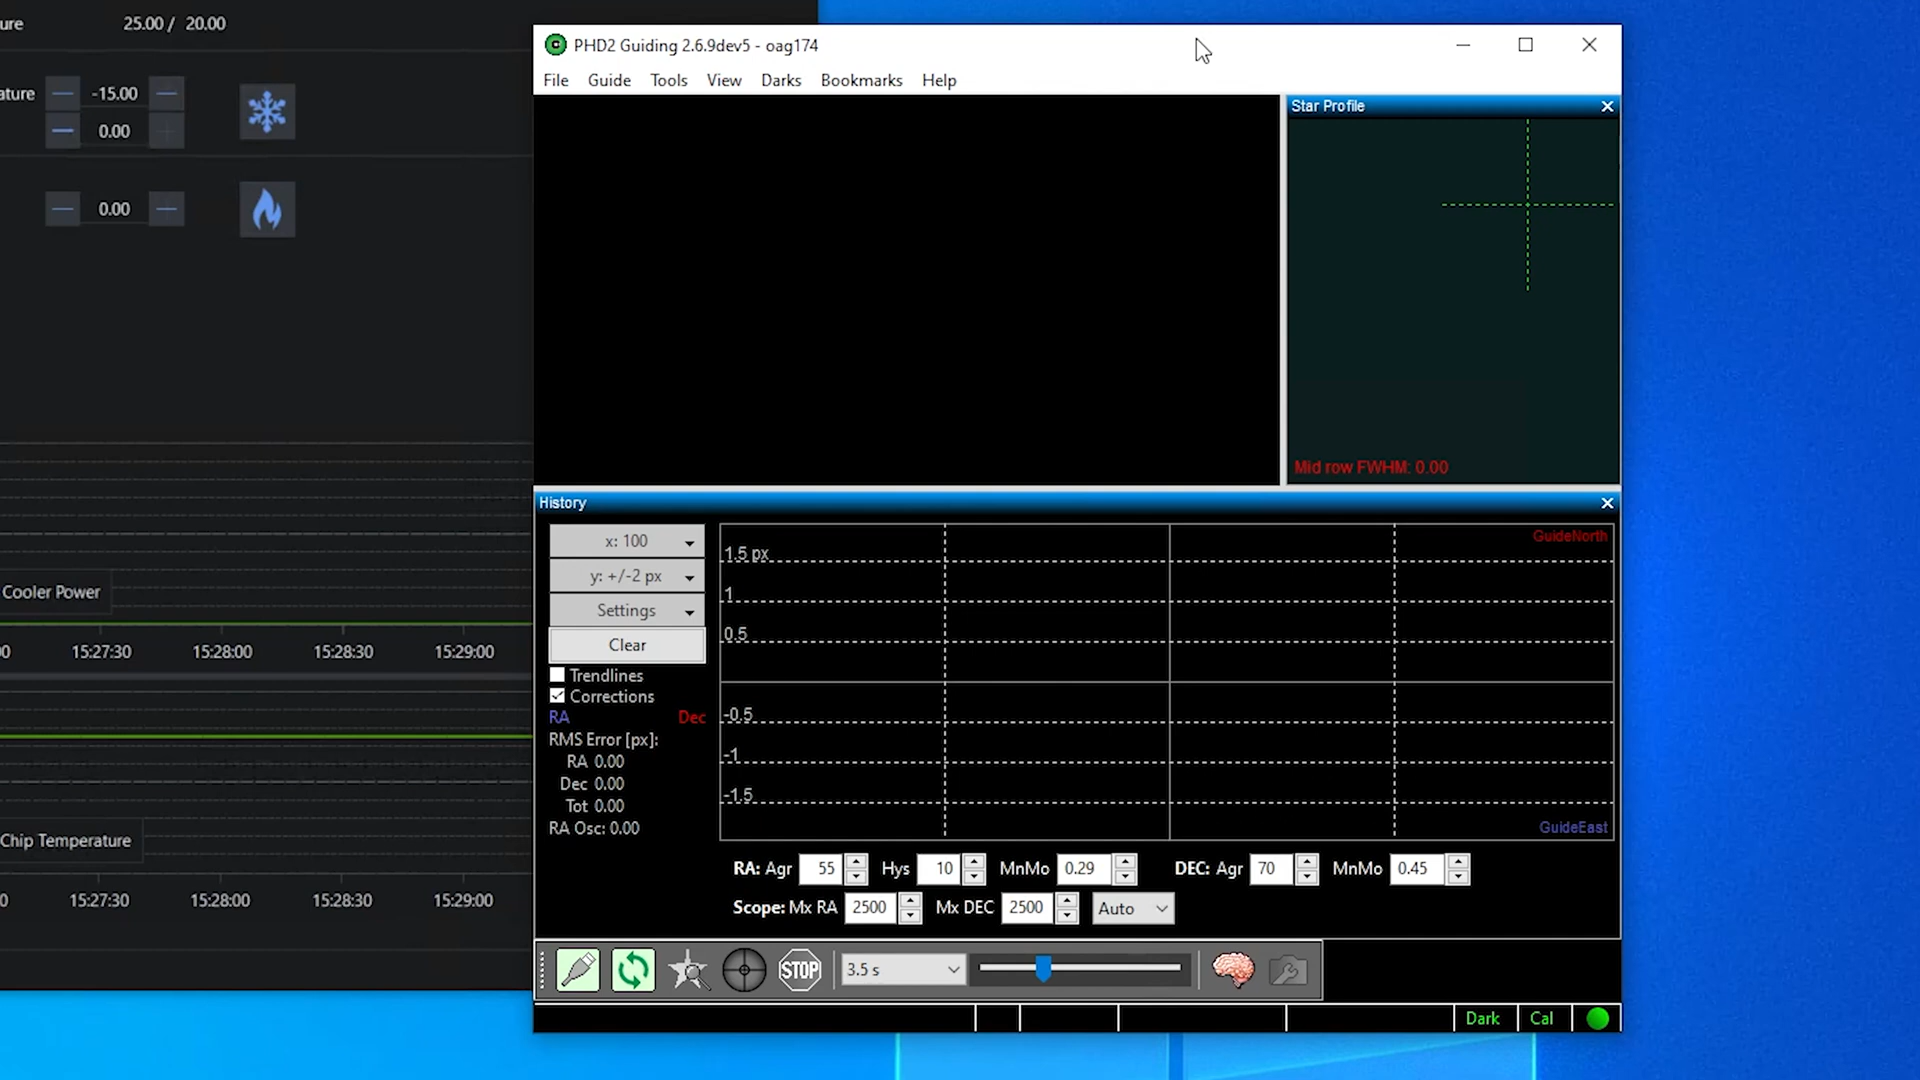 ure
25.00 / 20.00
ature
-15.00
0.00
0.00
Cooler Power
0
15:27:30
15:28:00
15:28:30
15:29:00
Chip Temperature
0
15:27:30
15:28:00
15:28:30
15:29:00
PHD2 Guiding 2.6.9dev5 - oag174
File Guide Tools View Darks Bookmarks Help
Star Profile
Mid row FWHM: 0.00
History
x: 100
y: +/-2 px
Settings
Clear
Trendlines
Corrections
RA Dec
RMS Error [px]:
RA 0.00
Dec 0.00
Tot 0.00
RA Osc: 0.00
GuideNorth
1.5 px
1
0.5
-0.5
-1
-1.5
GuideEast
RA: Agr 55 Hys 10 MnMo 0.29 DEC: Agr 70 MnMo 0.45
Scope: Mx RA 2500 Mx DEC 2500 Auto
STOP 3.5 s
Dark Cal